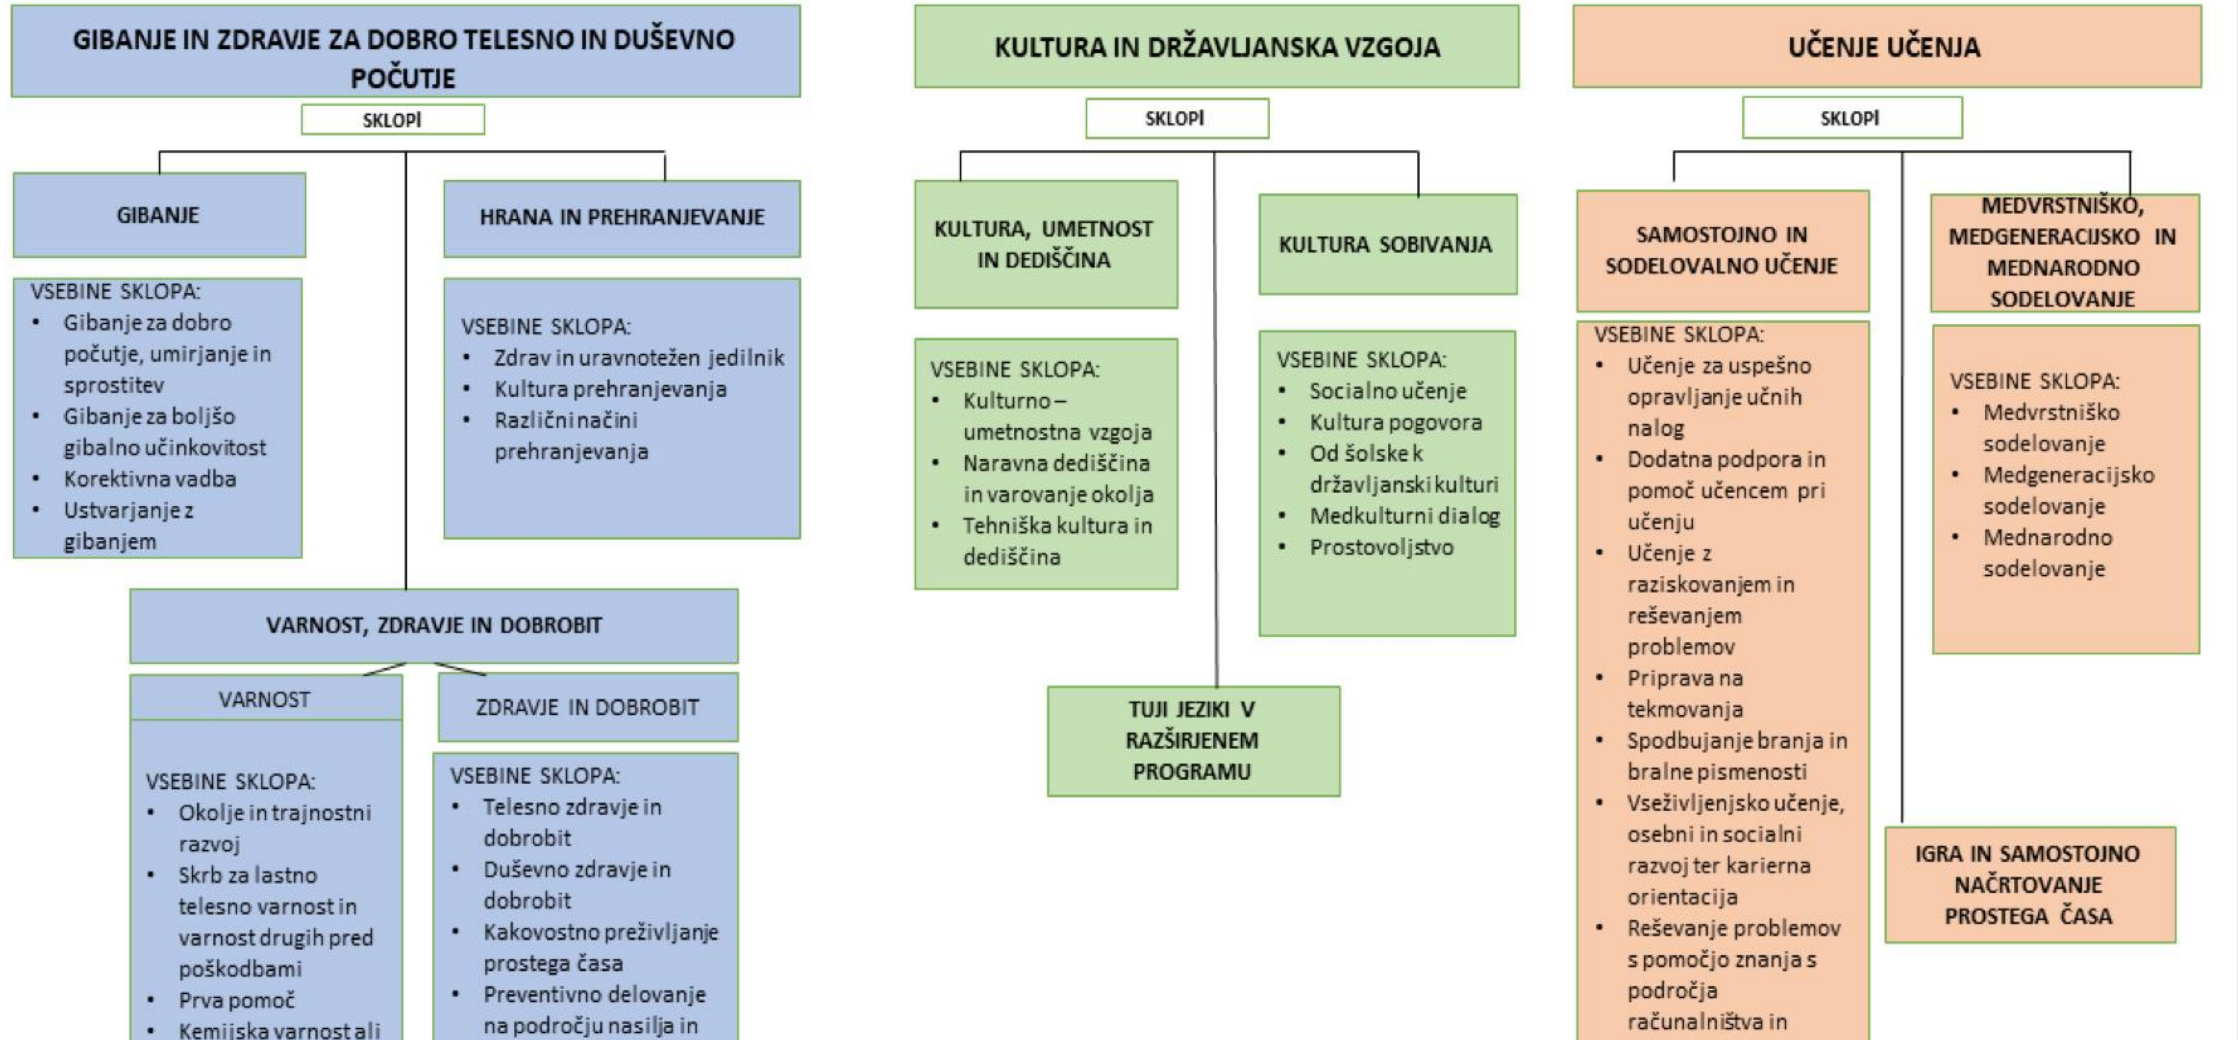 GIBANJE IN ZDRAVJE ZA DOBRO TELESNO IN DUŠEVNO
POČUTJE
SKLOPI
GIBANJE
HRANA IN PREHRANJEVANJE
VSEBINE SKLOPA:
• Gibanje za dobro
počutje, umirjanje in
sprostitev
• Gibanje za boljšo
gibalno učinkovitost
• Korektivna vadba
• Ustvarjanje z
gibanjem
VSEBINE SKLOPA:
• Zdrav in uravnotežen jedilnik
• Kultura prehranjevanja
• Različni načini
prehranjevanja
VARNOST, ZDRAVJE IN DOBROBIT
VARNOST
ZDRAVJE IN DOBROBIT
VSEBINE SKLOPA:
• Okolje in trajnostni
razvoj
• Skrb za lastno
telesno varnost in
varnost drugih pred
poškodbami
• Prva pomoč
• Kemijska varnost ali
VSEBINE SKLOPA:
• Telesno zdravje in
dobrobit
• Duševno zdravje in
dobrobit
• Kakovostno preživljanje
prostega časa
• Preventivno delovanje
na področju nasilja in
KULTURA IN DRŽAVLJANSKA VZGOJA
SKLOPI
KULTURA, UMETNOST
IN DEDIŠČINA
KULTURA SOBIVANJA
VSEBINE SKLOPA:
• Kulturno –
umetnostna vzgoja
• Naravna dediščina
in varovanje okolja
• Tehniška kultura in
dediščina
VSEBINE SKLOPA:
• Socialno učenje
• Kultura pogovora
• Od šolske k
državljanski kulturi
• Medkulturni dialog
• Prostovoljstvo
TUJI JEZIKI V
RAZŠIRJENEM
PROGRAMU
UČENJE UČENJA
SKLOPI
SAMOSTOJNO IN
SODELOVALNO UČENJE
MEDVRSTNIŠKO,
MEDGENERACIJSKO IN
MEDNARODNO
SODELOVANJE
VSEBINE SKLOPA:
• Učenje za uspešno
opravljanje učnih
nalog
• Dodatna podpora in
pomoč učencem pri
učenju
• Učenje z
raziskovanjem in
reševanjem
problemov
• Priprava na
tekmovanja
• Spodbujanje branja in
bralne pismenosti
• Vseživljenjsko učenje,
osebni in socialni
razvoj ter karierna
orientacija
• Reševanje problemov
s pomočjo znanja s
področja
računalništva in
VSEBINE SKLOPA:
• Medvrstniško
sodelovanje
• Medgeneracijsko
sodelovanje
• Mednarodno
sodelovanje
IGRA IN SAMOSTOJNO
NAČRTOVANJE
PROSTEGA ČASA